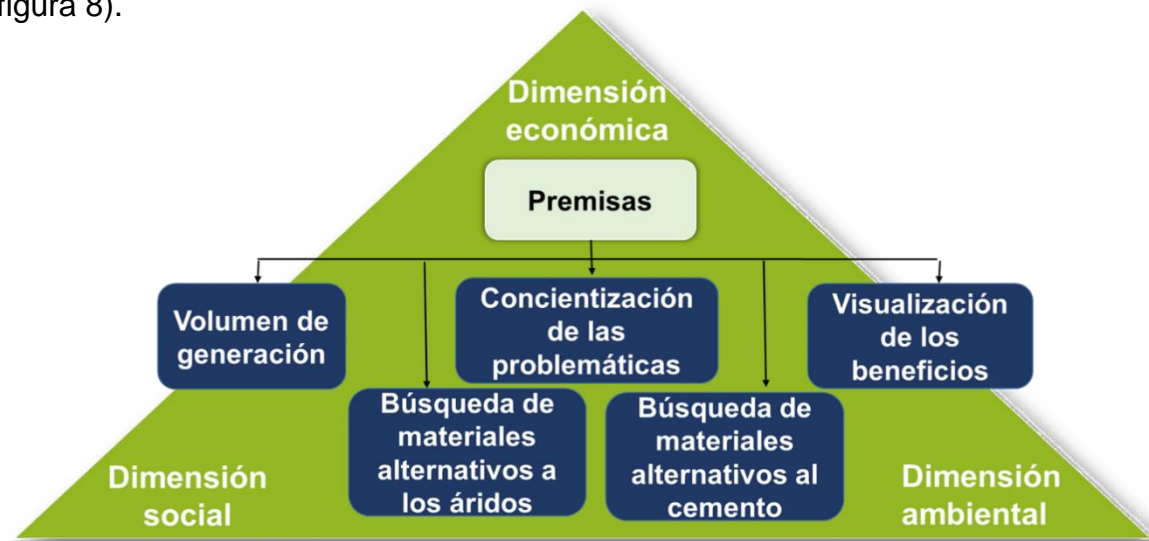 figura 8).
Dimensión
económica
Premisas
Volumen de
generación
Concientización
de las
problemáticas
Visualización
de los
beneficios
Búsqueda de
materiales
alternativos a
los áridos
Búsqueda de
materiales
alternativos al
cemento
Dimensión
social
Dimensión
ambiental